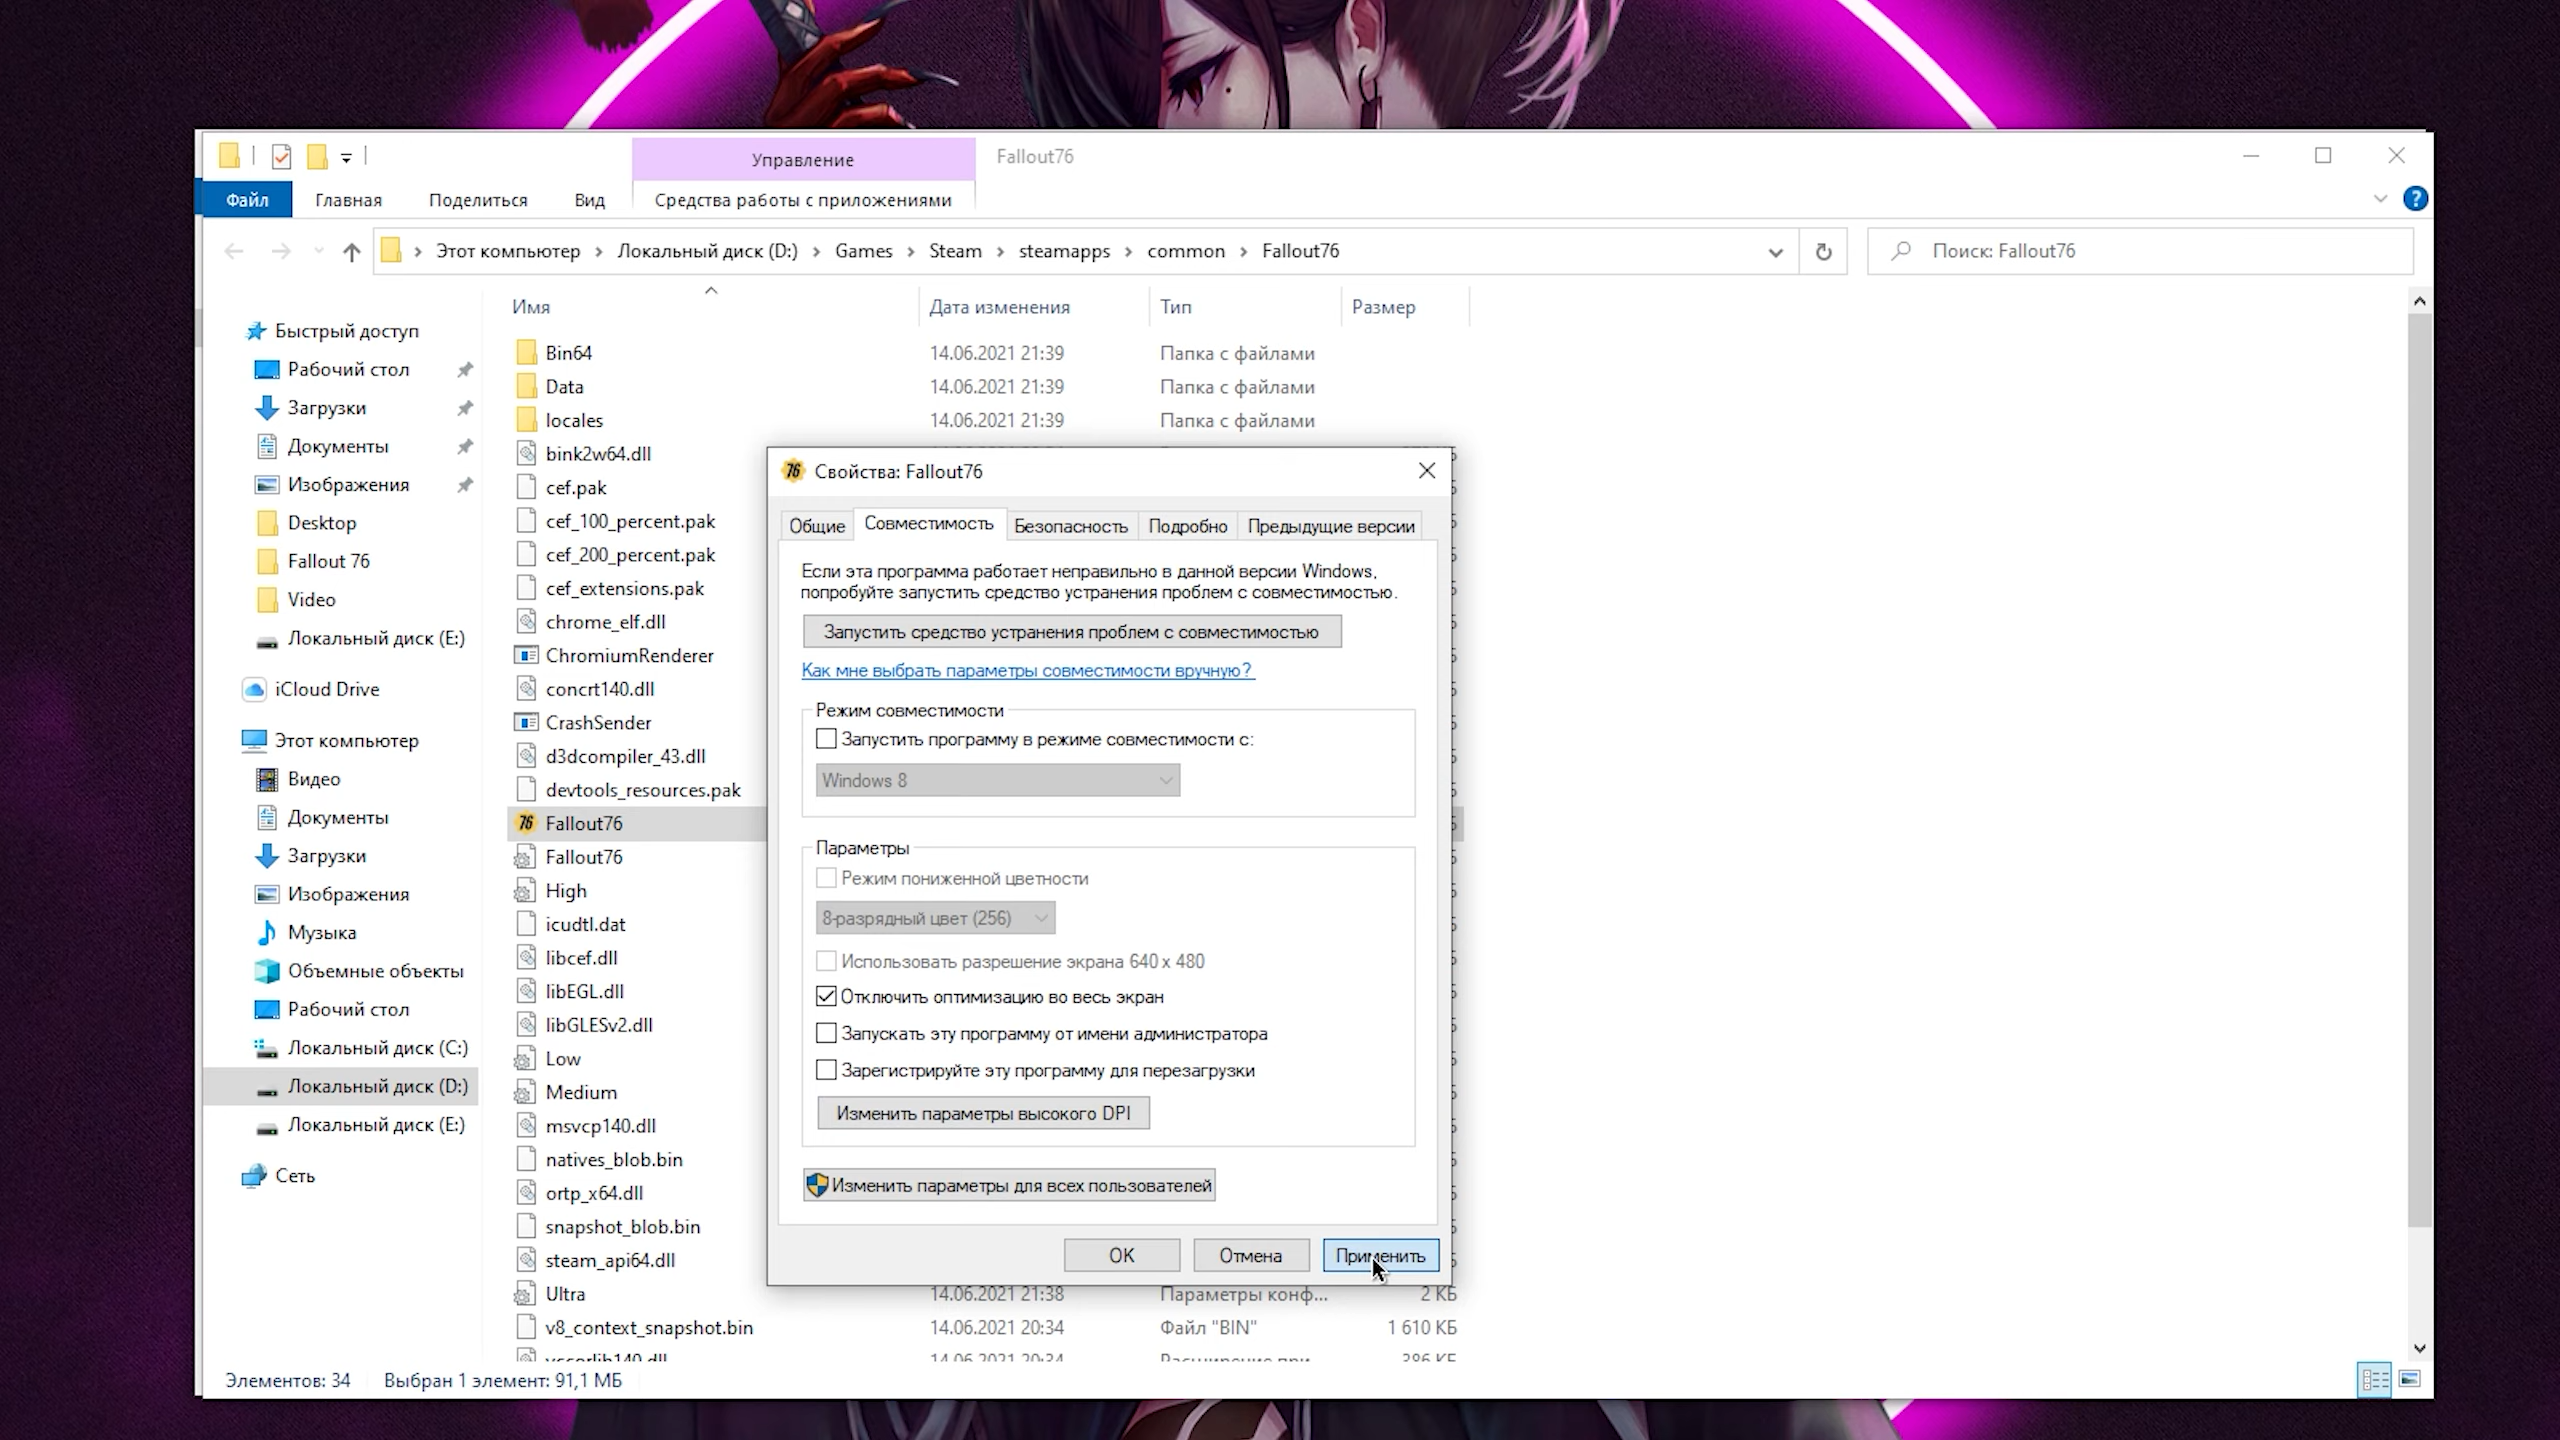 Управление
Fallout76
Файл
Главная
Поделиться
Вид
Средства работы с приложениями
Этот компьютер
Локальный диск (D:)
Games
Steam
steamapps
common
Fallout76
Поиск: Fallout76
Имя
Дата изменения
Тип
Размер
Быстрый доступ
Рабочий стол
Загрузки
Документы
Изображения
Desktop
Fallout 76
Video
Локальный диск (E:)
iCloud Drive
Этот компьютер
Видео
Документы
Загрузки
Изображения
Музыка
Объемные объекты
Рабочий стол
Локальный диск (C:)
Локальный диск (D:)
Локальный диск (E:)
Сеть
Bin64 14.06.2021 21:39 Папка с файлами
Data 14.06.2021 21:39 Папка с файлами
locales 14.06.2021 21:39 Папка с файлами
bink2w64.dll
cef.pak
cef_100_percent.pak
cef_200_percent.pak
cef_extensions.pak
chrome_elf.dll
ChromiumRenderer
concrt140.dll
CrashSender
d3dcompiler_43.dll
devtools_resources.pak
Fallout76
Fallout76
High
icudtl.dat
libcef.dll
libEGL.dll
libGLESv2.dll
Low
Medium
msvcp140.dll
natives_blob.bin
ortp_x64.dll
snapshot_blob.bin
steam_api64.dll
Ultra 14.06.2021 21:38 Параметры конф... 2 КБ
v8_context_snapshot.bin 14.06.2021 20:34 Файл "BIN" 1 610 КБ
Свойства: Fallout76
Общие
Совместимость
Безопасность
Подробно
Предыдущие версии
Если эта программа работает неправильно в данной версии Windows,
попробуйте запустить средство устранения проблем с совместимостью.
Запустить средство устранения проблем с совместимостью
Как мне выбрать параметры совместимости вручную?
Режим совместимости
Запустить программу в режиме совместимости с:
Windows 8
Параметры
Режим пониженной цветности
8-разрядный цвет (256)
Использовать разрешение экрана 640 x 480
Отключить оптимизацию во весь экран
Запускать эту программу от имени администратора
Зарегистрируйте эту программу для перезагрузки
Изменить параметры высокого DPI
Изменить параметры для всех пользователей
OK
Отмена
Применить
Элементов: 34
Выбран 1 элемент: 91,1 МБ